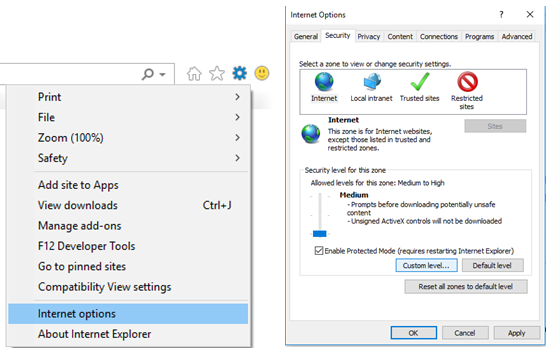 Print >
File >
Zoom (100%) >
Safety >
Add site to Apps
View downloads Ctrl+J
Manage add-ons
F12 Developer Tools
Go to pinned sites
Compatibility View settings
Internet options
About Internet Explorer
Internet Options
? ×
General Security Privacy Content Connections Programs Advanced
Select a zone to view or change security settings.
Internet Local intranet Trusted sites Restricted
sites
Internet
Sites
This zone is for Internet websites,
except those listed in trusted and
restricted zones.
Security level for this zone
Allowed levels for this zone: Medium to High
Medium
- Prompts before downloading potentially unsafe
content
- Unsigned ActiveX controls will not be downloaded
Enable Protected Mode (requires restarting Internet Explorer)
Custom level... Default level
Reset all zones to default level
OK Cancel Apply